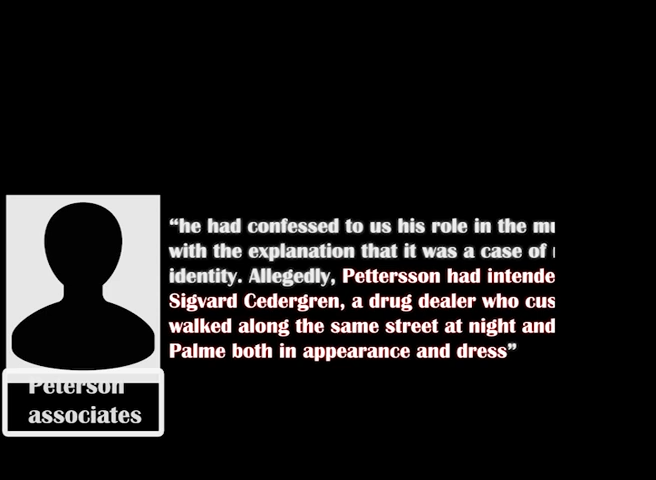 “he had confessed to us his role in the
with the explanation that it was a case of
identity. Allegedly, Pettersson had intende
Sigvard Cedergren, a drug dealer who cus
walked along the same street at night and
Palme both in appearance and dress”
Peterson
associates